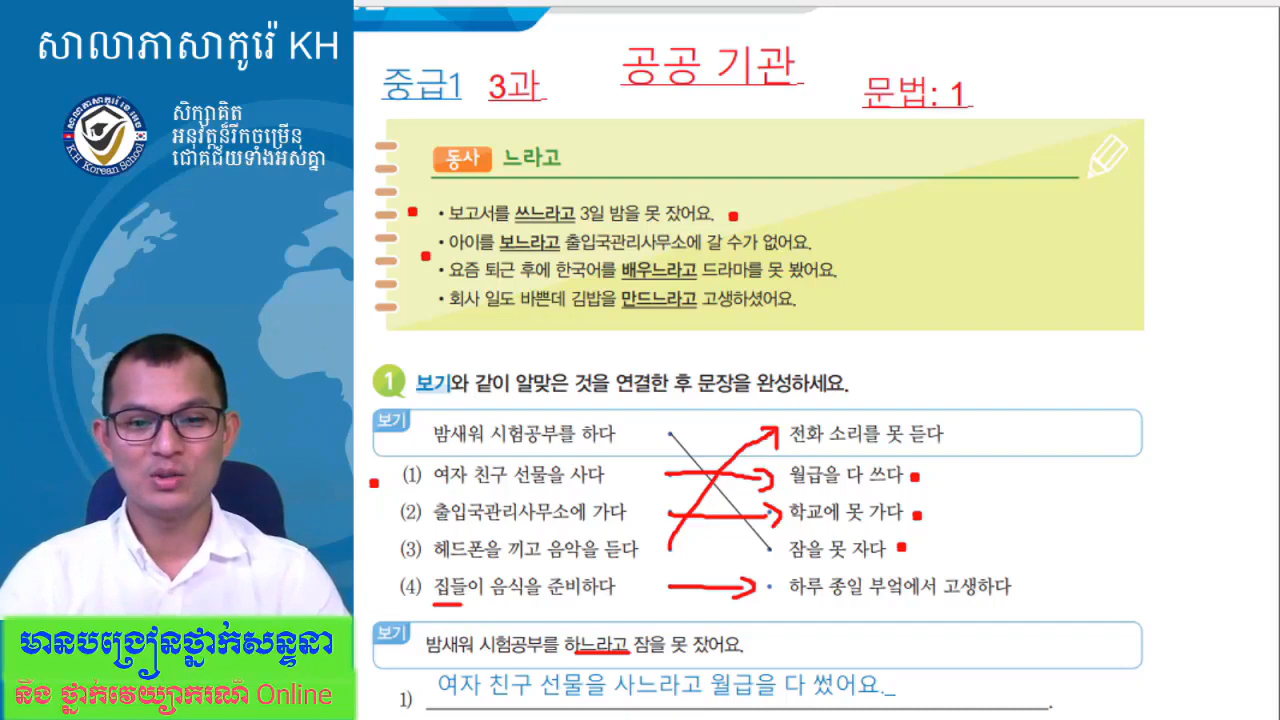 សាលាភាសាកូរ៉េ KH
K.H Korean School
សិក្សាគិត
អនុវត្តន៍រីកចម្រើន
ជោគជ័យទាំងអស់គ្នា
중급1 3과 공공 기관 문법: 1
동사 느라고
• 보고서를 쓰느라고 3일 밤을 못 잤어요.
• 아이를 보느라고 출입국관리사무소에 갈 수가 없어요.
• 요즘 퇴근 후에 한국어를 배우느라고 드라마를 못 봤어요.
• 회사 일도 바쁜데 김밥을 만드느라고 고생하셨어요.
1 보기와 같이 알맞은 것을 연결한 후 문장을 완성하세요.
보기
밤새워 시험공부를 하다 전화 소리를 못 듣다
(1) 여자 친구 선물을 사다 월급을 다 쓰다
(2) 출입국관리사무소에 가다 학교에 못 가다
(3) 헤드폰을 끼고 음악을 듣다 잠을 못 자다
(4) 집들이 음식을 준비하다 하루 종일 부엌에서 고생하다
보기
밤새워 시험공부를 하느라고 잠을 못 잤어요.
1) 여자 친구 선물을 사느라고 월급을 다 썼어요.
មានបង្រៀនថ្នាក់សន្ទនា
និង ថ្នាក់វេយ្យាករណ៍ Online